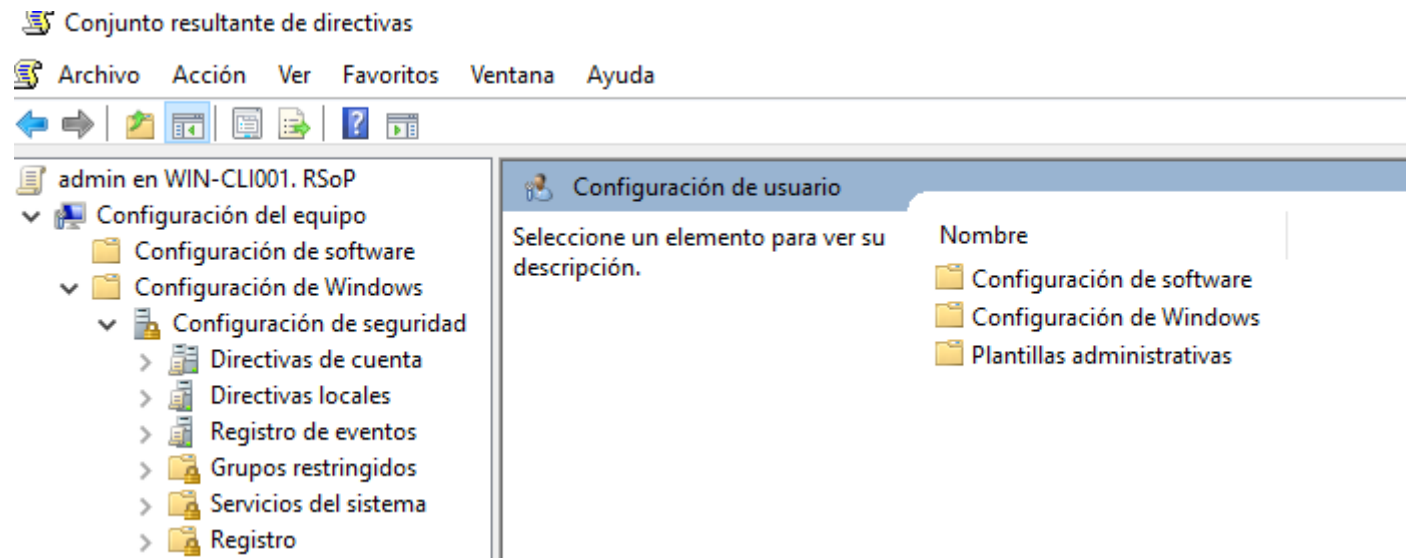 Conjunto resultante de directivas
Archivo Acción Ver Favoritos Ventana Ayuda
admin en WIN-CLI001. RSoP
Configuración del equipo
Configuración de software
Configuración de Windows
Configuración de seguridad
Directivas de cuenta
Directivas locales
Registro de eventos
Grupos restringidos
Servicios del sistema
Registro
Configuración de usuario
Seleccione un elemento para ver su
descripción.
Nombre
Configuración de software
Configuración de Windows
Plantillas administrativas